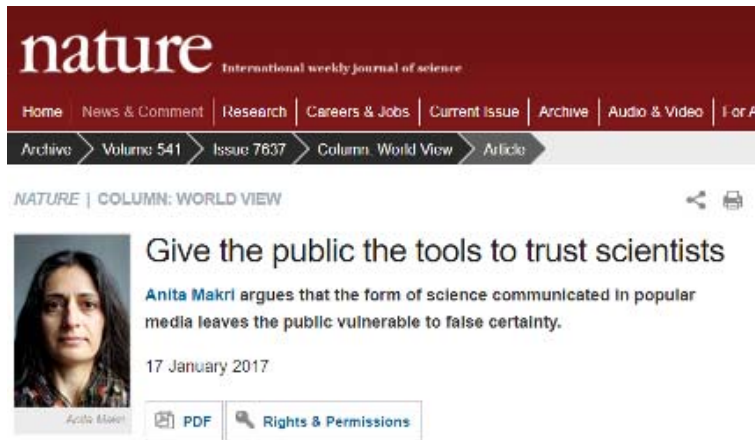 nature International weekly journal of science
Home News & Comment Research Careers & Jobs Current Issue Archive Audio & Video For A
Archive Volume 541 Issue 7637 Column: World View Article
NATURE | COLUMN: WORLD VIEW
Give the public the tools to trust scientists
Anita Makri argues that the form of science communicated in popular
media leaves the public vulnerable to false certainty.
17 January 2017
Anita Makri
PDF Rights & Permissions